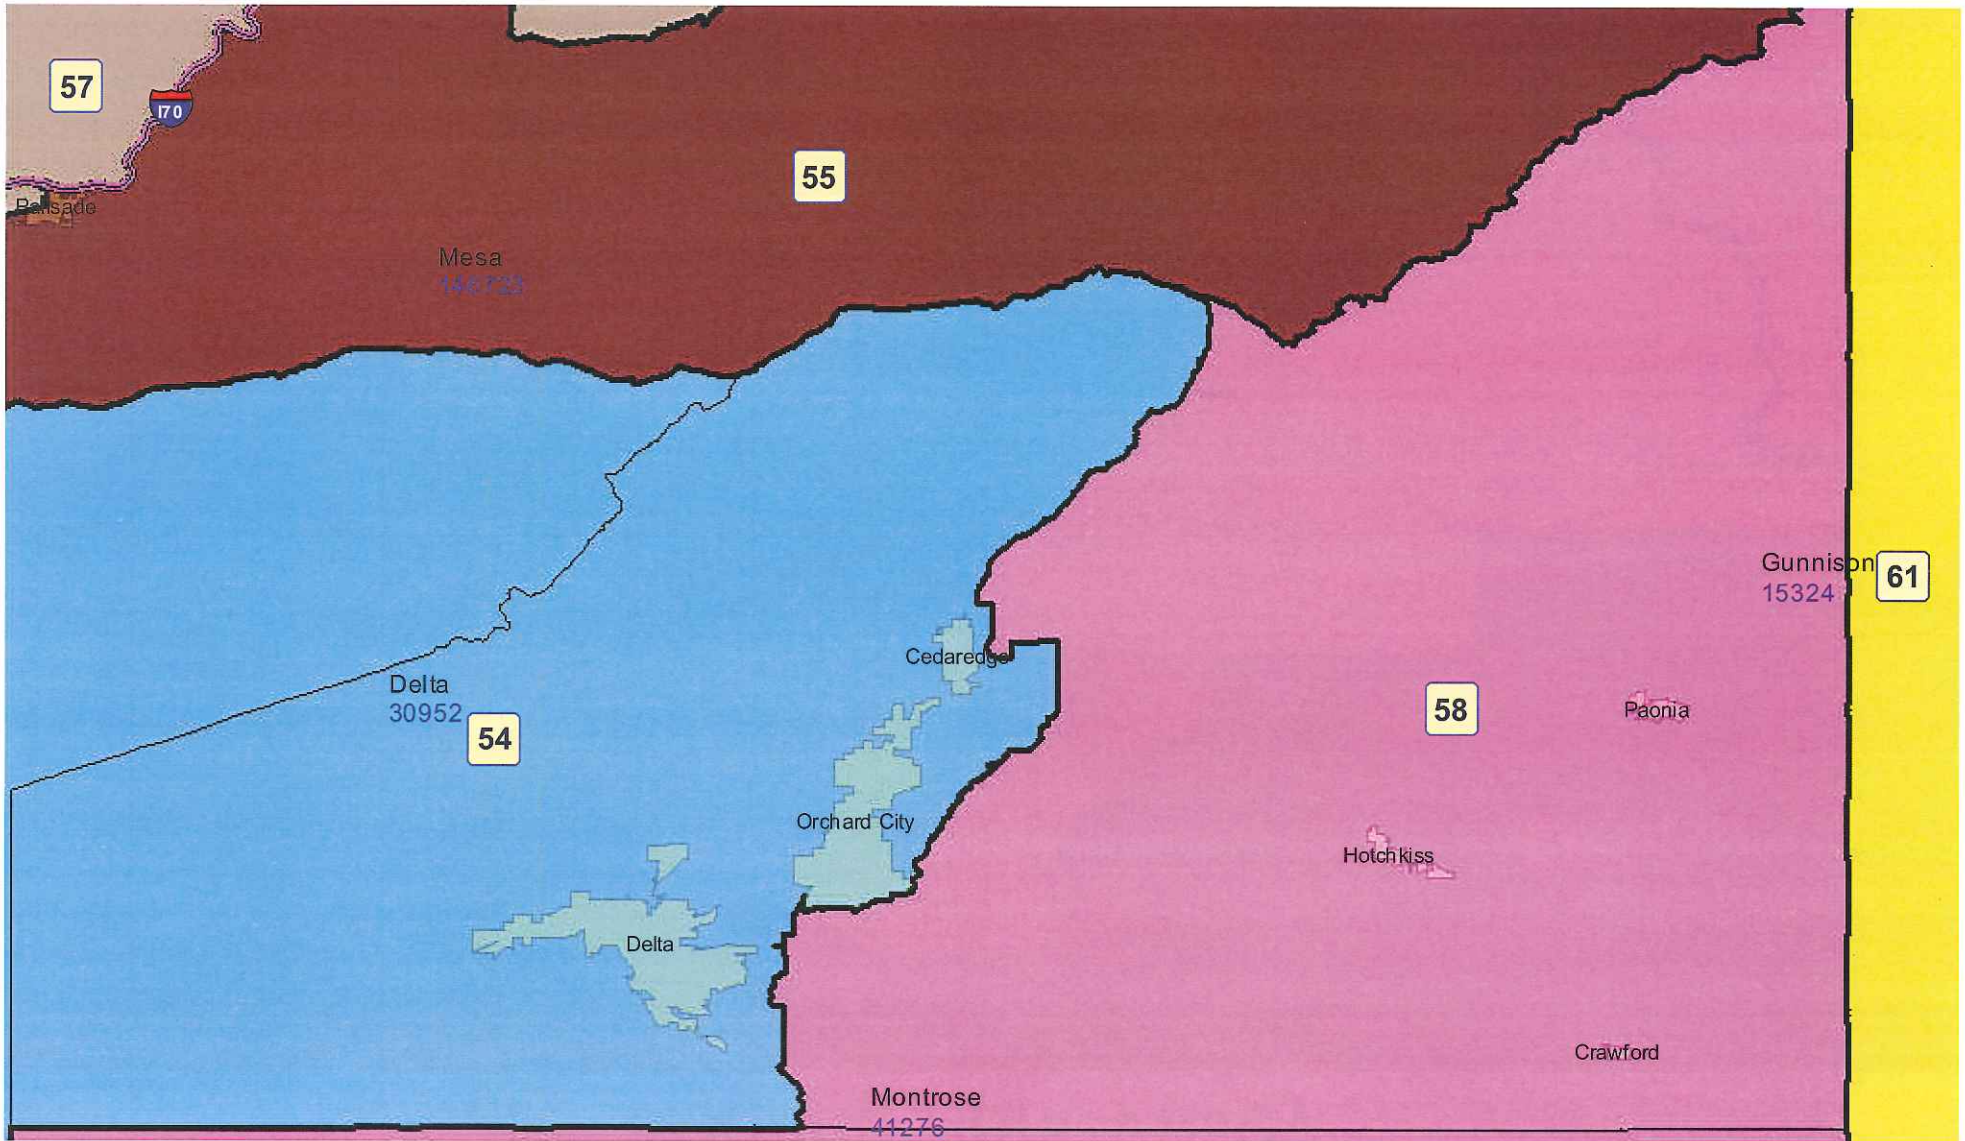 57
I70
55
Palisade
Mesa
Gunnison
15324
61
Cedaredge
Delta
30952
54
58
Paonia
Orchard City
Hotchkiss
Delta
Crawford
Montrose
41276